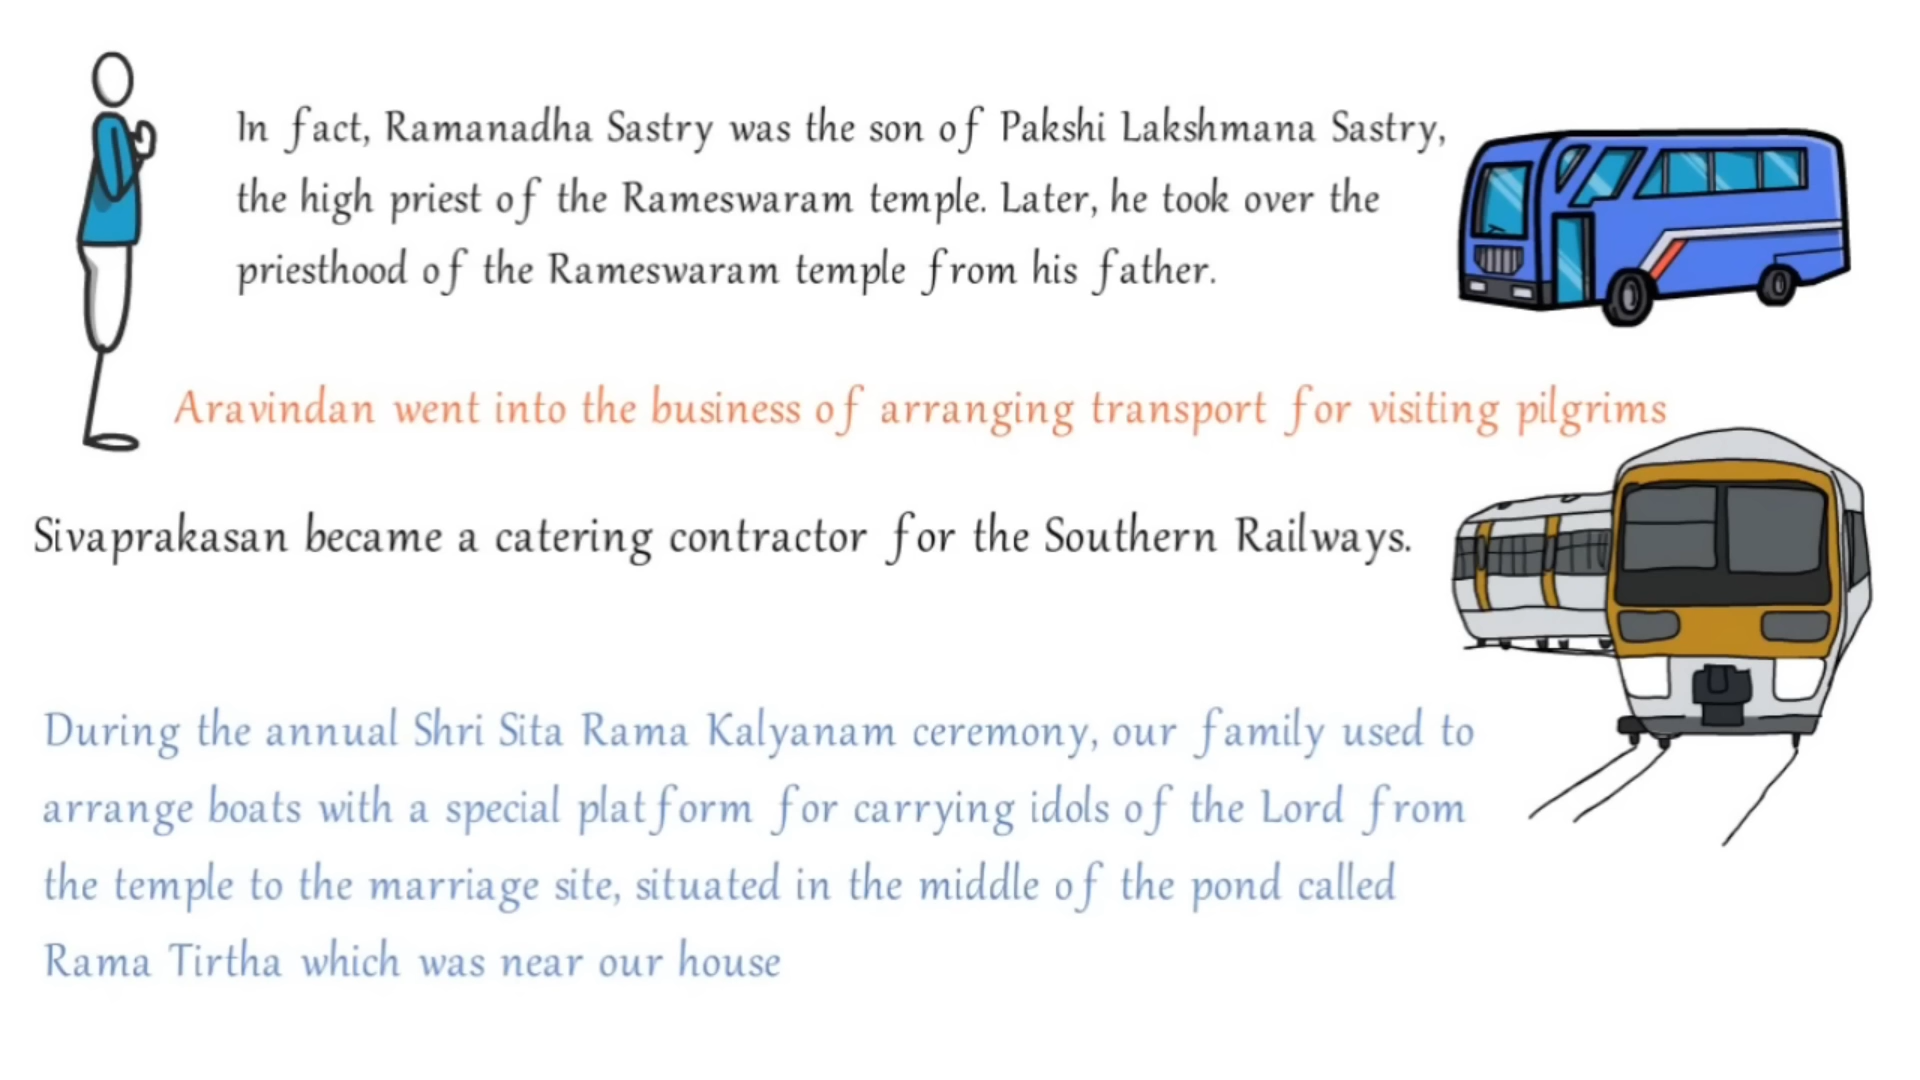 In fact, Ramanadha Sastry was the son of Pakshi Lakshmana Sastry,
the high priest of the Rameswaram temple. Later, he took over the
priesthood of the Rameswaram temple from his father.
Aravindan went into the business of arranging transport for visiting pilgrims
Sivaprakasan became a catering contractor for the Southern Railways.
During the annual Shri Sita Rama Kalyanam ceremony, our family used to
arrange boats with a special platform for carrying idols of the Lord from
the temple to the marriage site, situated in the middle of the pond called
Rama Tirtha which was near our house